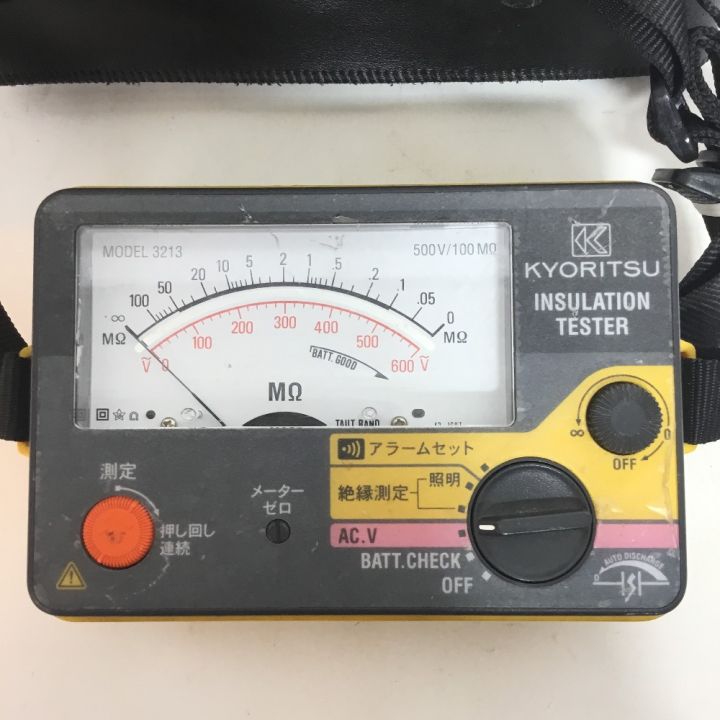 MODEL 3213
500V/100 MΩ
∞ 100 50 20 10 5 2 1 .5 .2 .1 .05 0
MΩ MΩ
Ṽ 0 100 200 300 400 500 600 Ṽ
BATT. GOOD
MΩ
TAUT BAND
KYORITSU
INSULATION
TESTER
∞ 0
OFF
アラームセット
照明
絶縁測定
AC.V
BATT.CHECK
OFF
測定
押し回し
連続
メーター
ゼロ
AUTO DISCHARGE
0